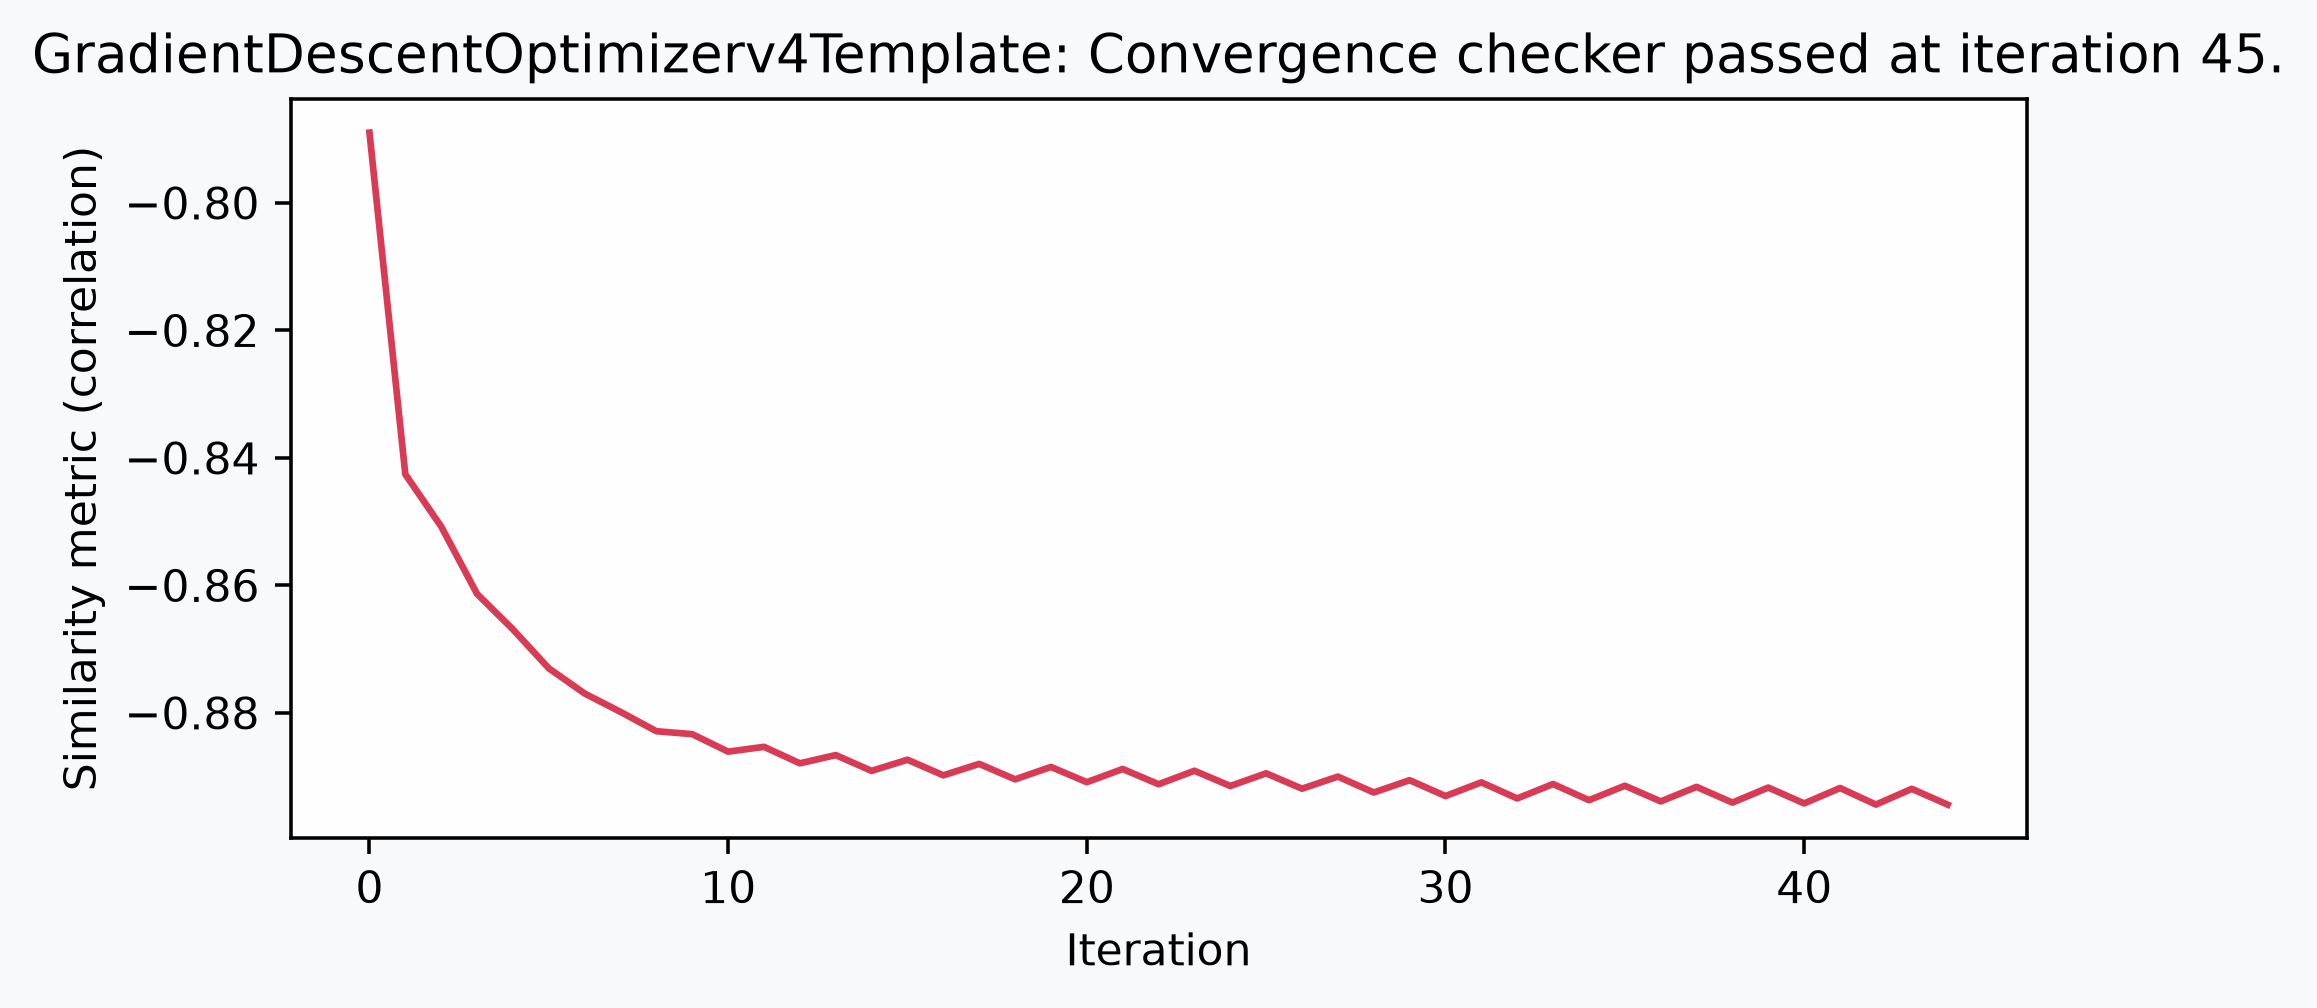 GradientDescentOptimizerv4Template: Convergence checker passed at iteration 45.
Similarity metric (correlation)
−0.80
−0.82
−0.84
−0.86
−0.88
0 10 20 30 40
Iteration